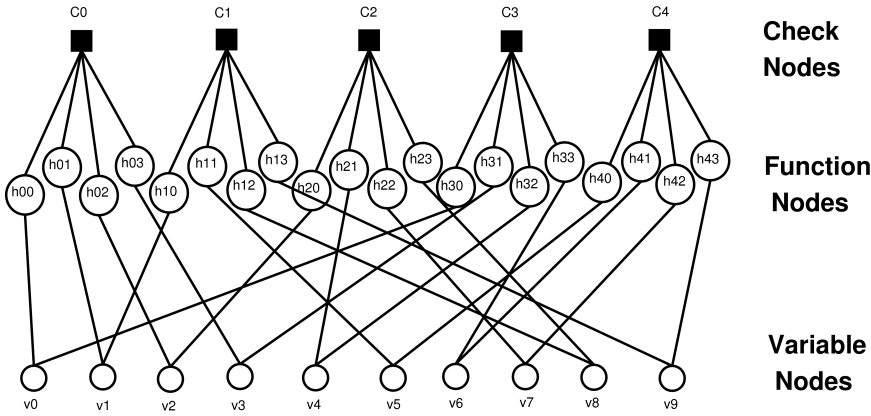 C0 C1 C2 C3 C4
Check
Nodes
h00 h01 h02 h03 h10 h11 h12 h13 h20 h21 h22 h23 h30 h31 h32 h33 h40 h41 h42 h43
Function
Nodes
Variable
Nodes
v0 v1 v2 v3 v4 v5 v6 v7 v8 v9